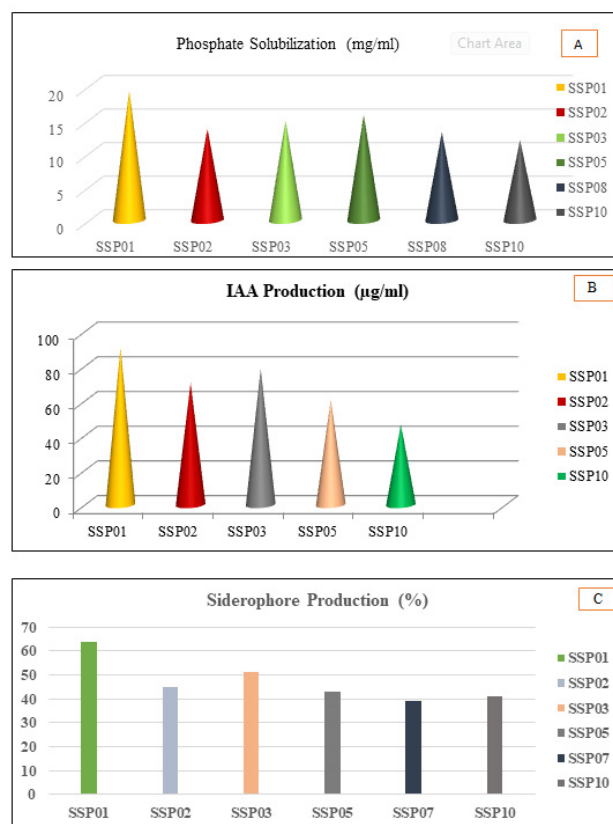 Phosphate Solubilization (mg/ml)
Chart Area
A
20
15
10
5
0
SSP01 SSP02 SSP03 SSP05 SSP08 SSP10
SSP01
SSP02
SSP03
SSP05
SSP08
SSP10
IAA Production (µg/ml)
B
100
80
60
40
20
0
SSP01 SSP02 SSP03 SSP05 SSP10
SSP01
SSP02
SSP03
SSP05
SSP10
Siderophore Production (%)
C
70
60
50
40
30
20
10
0
SSP01 SSP02 SSP03 SSP05 SSP07 SSP10
SSP01
SSP02
SSP03
SSP05
SSP07
SSP10